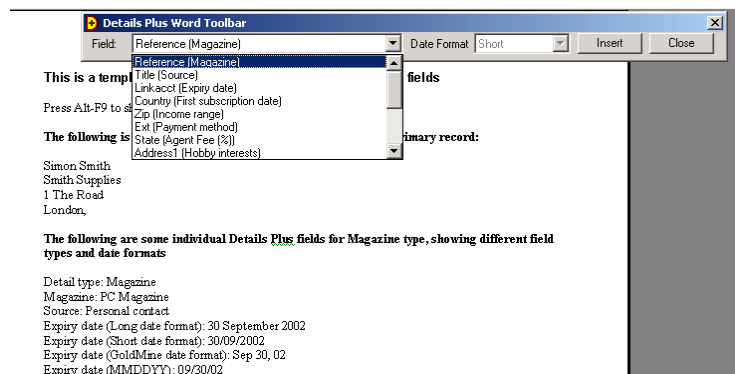 Details Plus Word Toolbar
Field: Reference (Magazine) Date Format Short Insert Close
Reference (Magazine)
Title (Source)
Linkacct (Expiry date)
Country (First subscription date)
Zip (Income range)
Ext (Payment method)
State (Agent Fee (%))
Address1 (Hobby interests)
This is a templ fields
Press Alt-F9 to sh
The following is rimary record:
Simon Smith
Smith Supplies
1 The Road
London,
The following are some individual Details Plus fields for Magazine type, showing different field
types and date formats
Detail type: Magazine
Magazine: PC Magazine
Source: Personal contact
Expiry date (Long date format): 30 September 2002
Expiry date (Short date format): 30/09/2002
Expiry date (GoldMine date format): Sep 30, 02
Expiry date (MMDDYY): 09/30/02